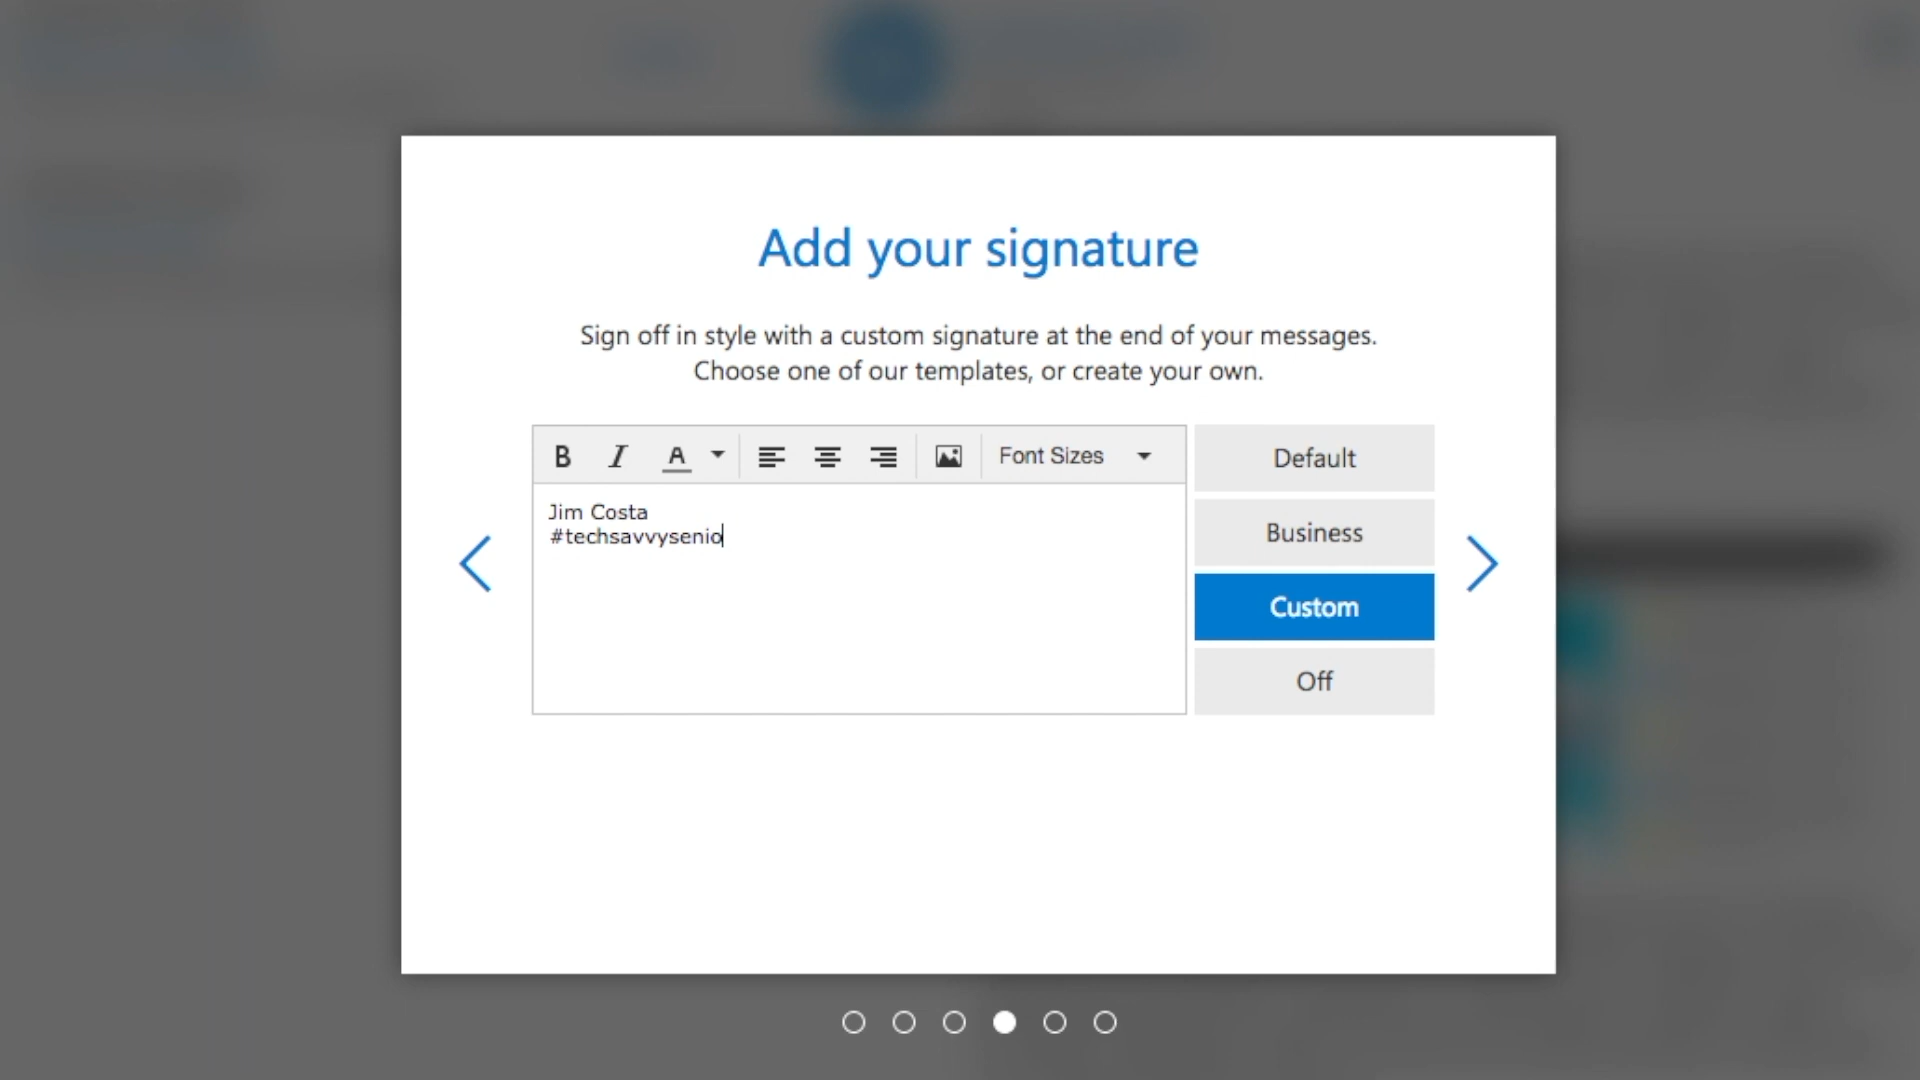 Add your signature
Sign off in style with a custom signature at the end of your messages.
Choose one of our templates, or create your own.
B I A Font Sizes
Jim Costa
#techsavvysenio
Default
Business
Custom
Off